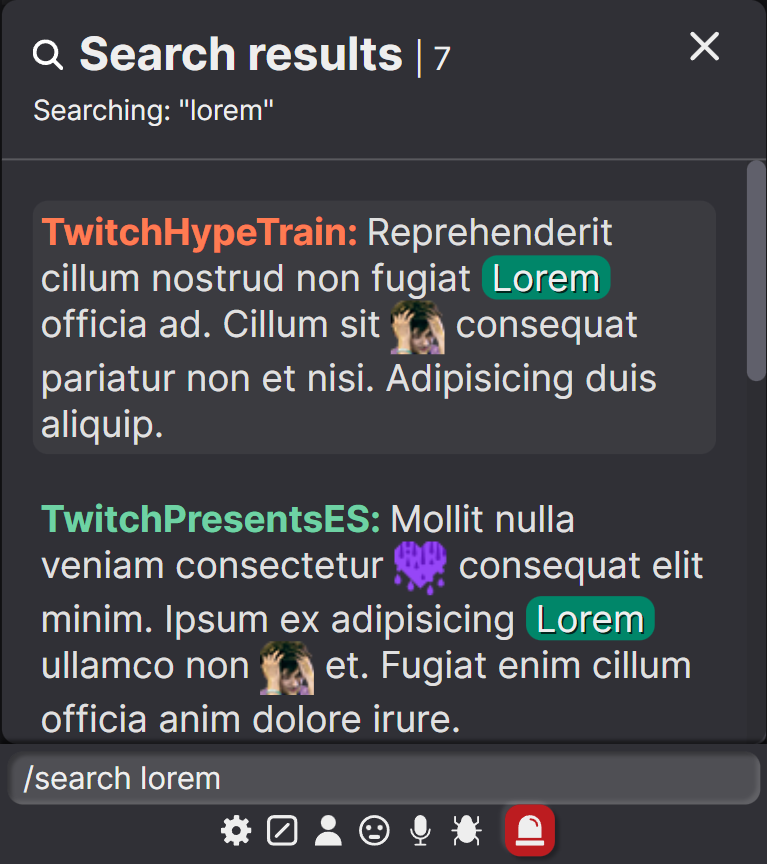 Search results | 7
Searching: "lorem"
TwitchHypeTrain: Reprehenderit
cillum nostrud non fugiat Lorem
officia ad. Cillum sit consequat
pariatur non et nisi. Adipisicing duis
aliquip.
TwitchPresentsES: Mollit nulla
veniam consectetur consequat elit
minim. Ipsum ex adipisicing Lorem
ullamco non et. Fugiat enim cillum
officia anim dolore irure.
/search lorem